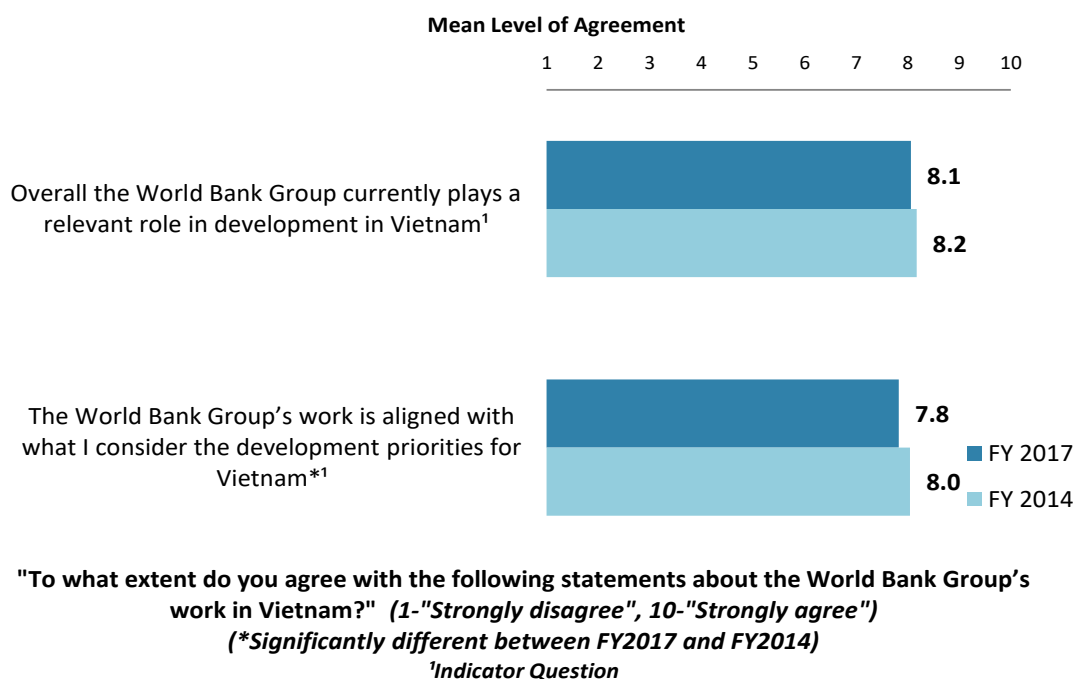 Mean Level of Agreement
1 2 3 4 5 6 7 8 9 10
Overall the World Bank Group currently plays a
relevant role in development in Vietnam¹
8.1
8.2
The World Bank Group’s work is aligned with
what I consider the development priorities for
Vietnam*¹
7.8
8.0
FY 2017
FY 2014
"To what extent do you agree with the following statements about the World Bank Group’s
work in Vietnam?" (1-"Strongly disagree", 10-"Strongly agree")
(*Significantly different between FY2017 and FY2014)
¹Indicator Question